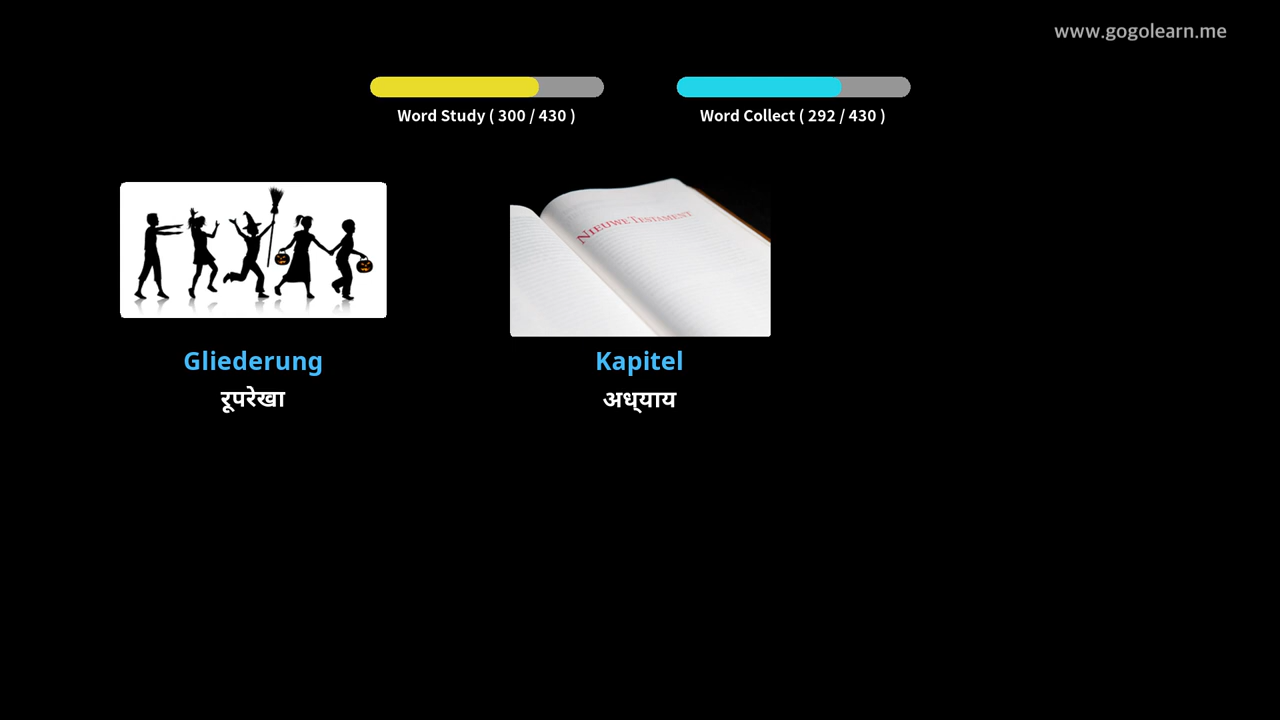 www.gogolearn.me
Word Study ( 300 / 430 )
Word Collect ( 292 / 430 )
NIEUWE TESTAMENT
Gliederung
Kapitel
रूपरेखा
अध्याय